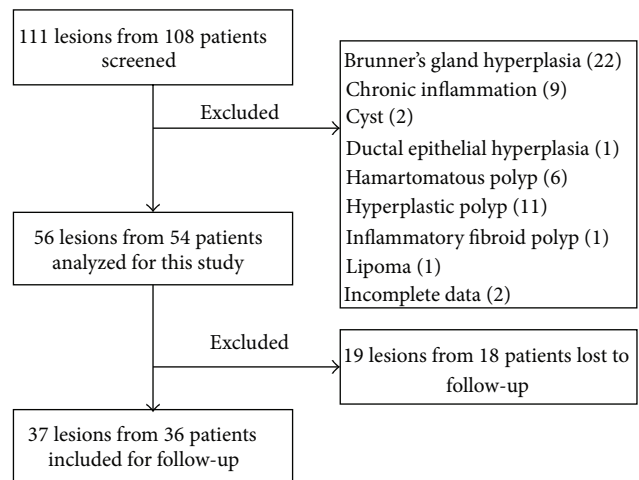 111 lesions from 108 patients
screened
Excluded
Brunner's gland hyperplasia (22)
Chronic inflammation (9)
Cyst (2)
Ductal epithelial hyperplasia (1)
Hamartomatous polyp (6)
Hyperplastic polyp (11)
Inflammatory fibroid polyp (1)
Lipoma (1)
Incomplete data (2)
56 lesions from 54 patients
analyzed for this study
Excluded
19 lesions from 18 patients lost to
follow-up
37 lesions from 36 patients
included for follow-up